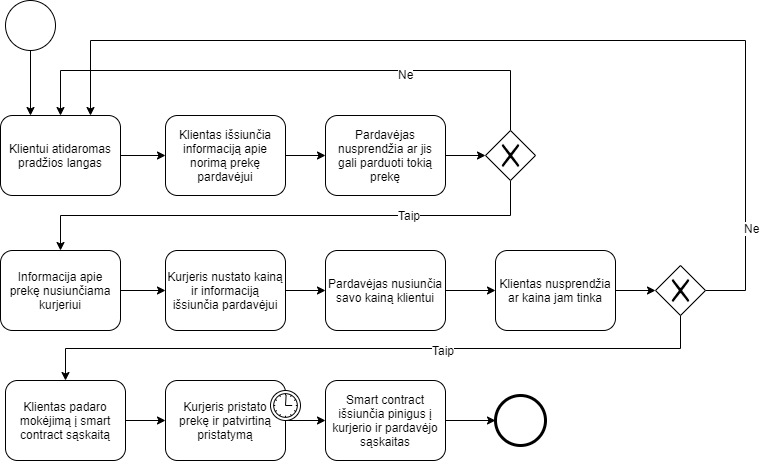 Ne
Klientui atidaromas
pradžios langas
Klientas išsiunčia
informaciją apie
norimą prekę
pardavėjui
Pardavėjas
nusprendžia ar jis
gali parduoti tokią
prekę
Taip
Ne
Informacija apie
prekę nusiunčiama
kurjeriui
Kurjeris nustato kainą
ir informaciją
išsiunčia pardavėjui
Pardavėjas nusiunčia
savo kainą klientui
Klientas nusprendžia
ar kaina jam tinka
Taip
Klientas padaro
mokėjimą į smart
contract sąskaitą
Kurjeris pristato
prekę ir patvirtiną
pristatymą
Smart contract
išsiunčia pinigus į
kurjerio ir pardavėjo
sąskaitas